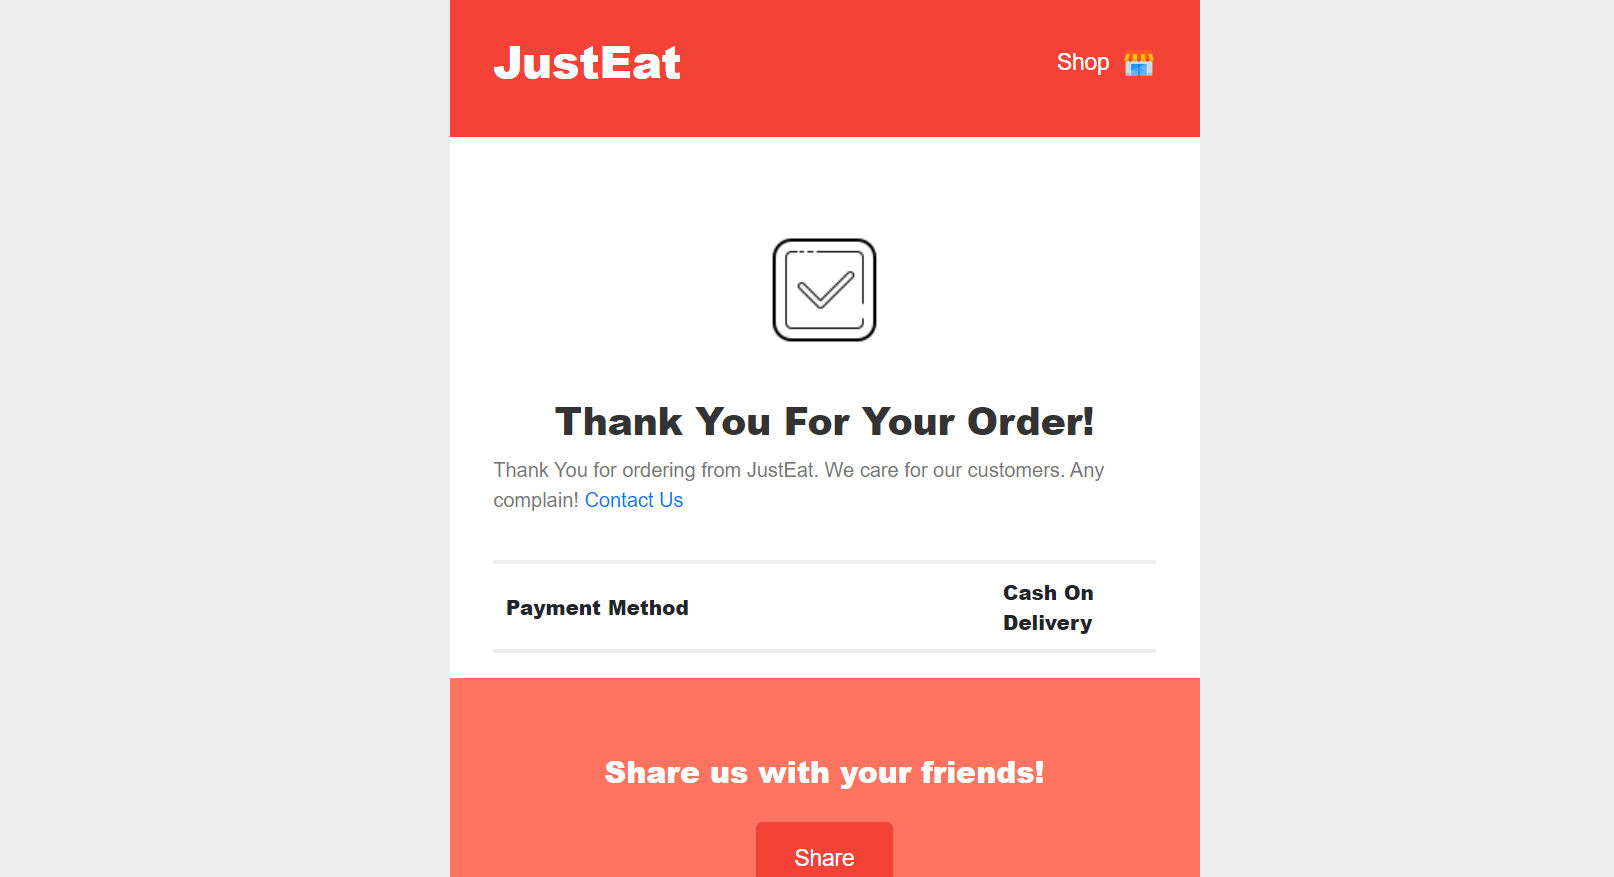 JustEat
Shop
Thank You For Your Order!
Thank You for ordering from JustEat. We care for our customers. Any
complain! Contact Us
Payment Method
Cash On
Delivery
Share us with your friends!
Share